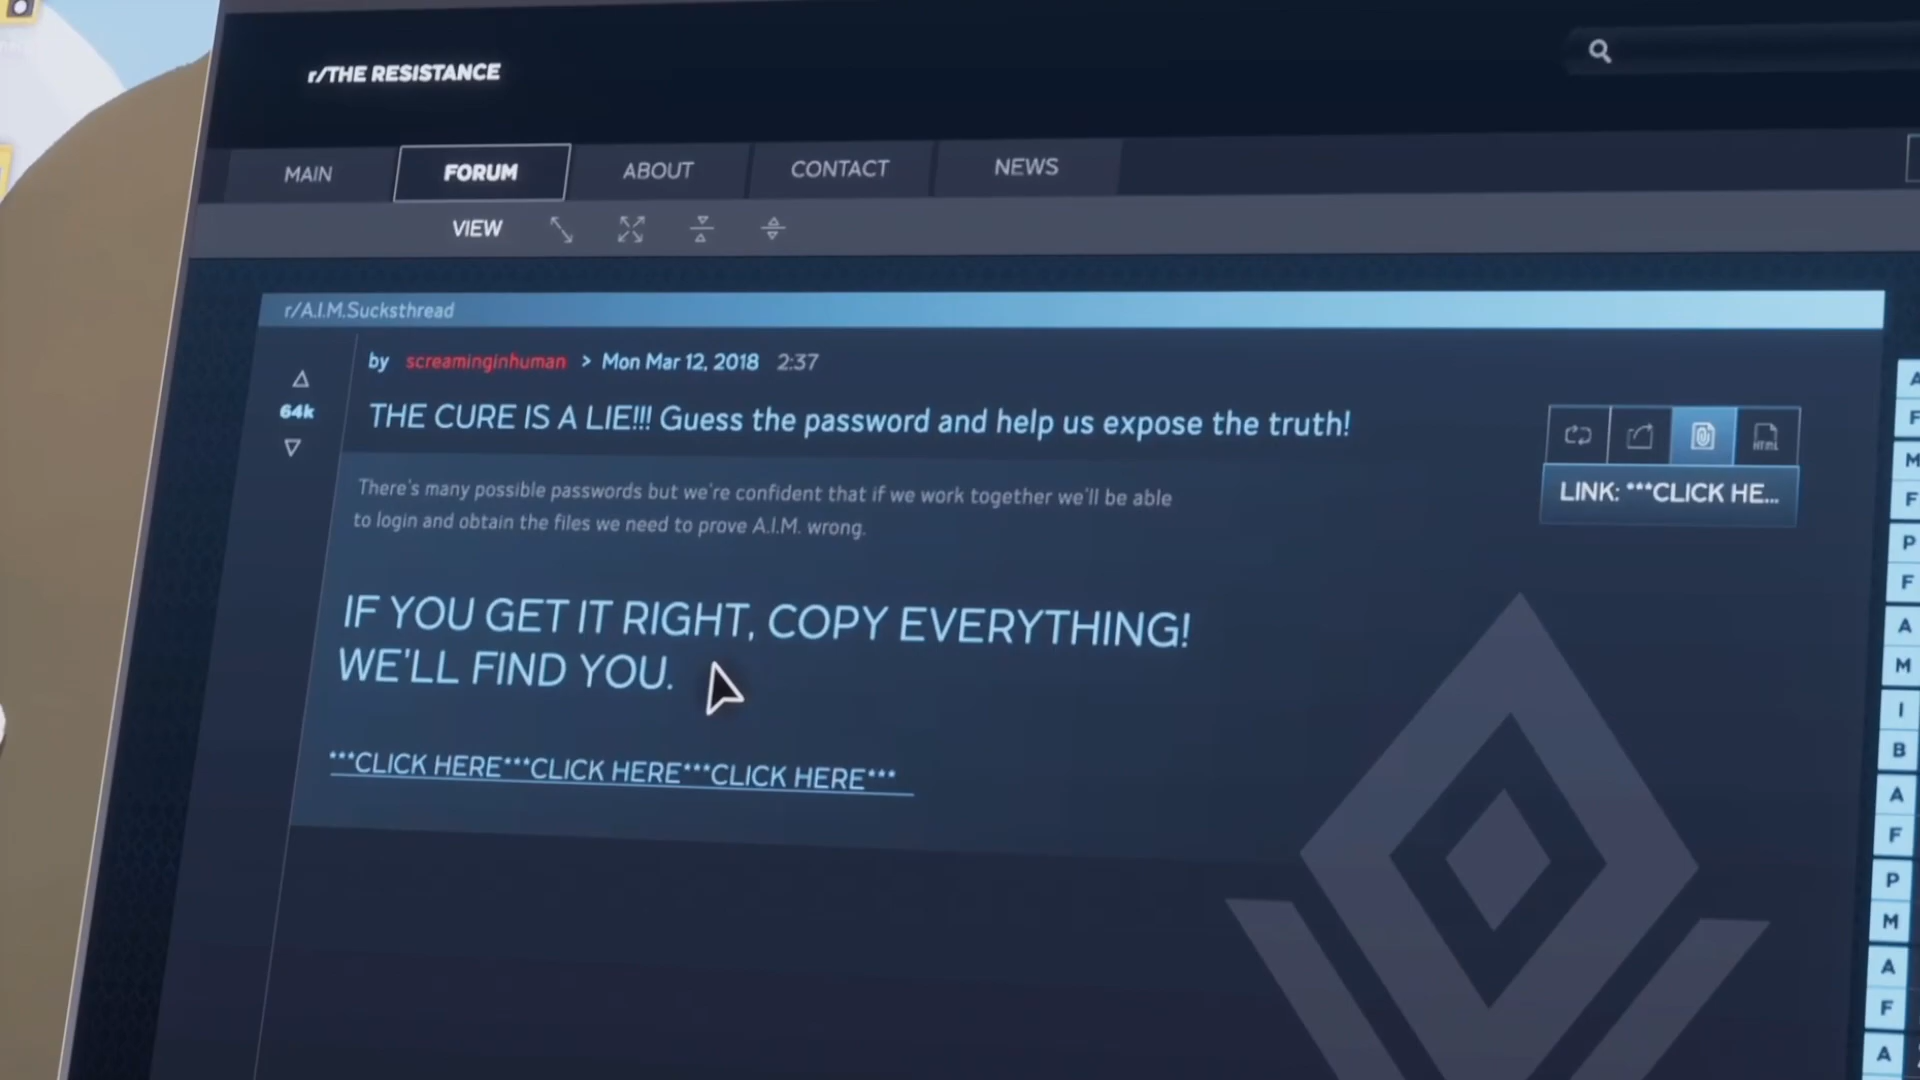 r/THE RESISTANCE
MAIN
FORUM
ABOUT
CONTACT
NEWS
VIEW
r/A.I.M.Sucksthread
by screaminginhuman > Mon Mar 12, 2018 2:37
64k
THE CURE IS A LIE!!! Guess the password and help us expose the truth!
HTML
LINK: ***CLICK HE...
There's many possible passwords but we're confident that if we work together we'll be able
to login and obtain the files we need to prove A.I.M. wrong.
IF YOU GET IT RIGHT, COPY EVERYTHING!
WE'LL FIND YOU.
***CLICK HERE***CLICK HERE***CLICK HERE***
A
F
M
F
P
F
A
M
I
B
A
F
P
M
A
F
A